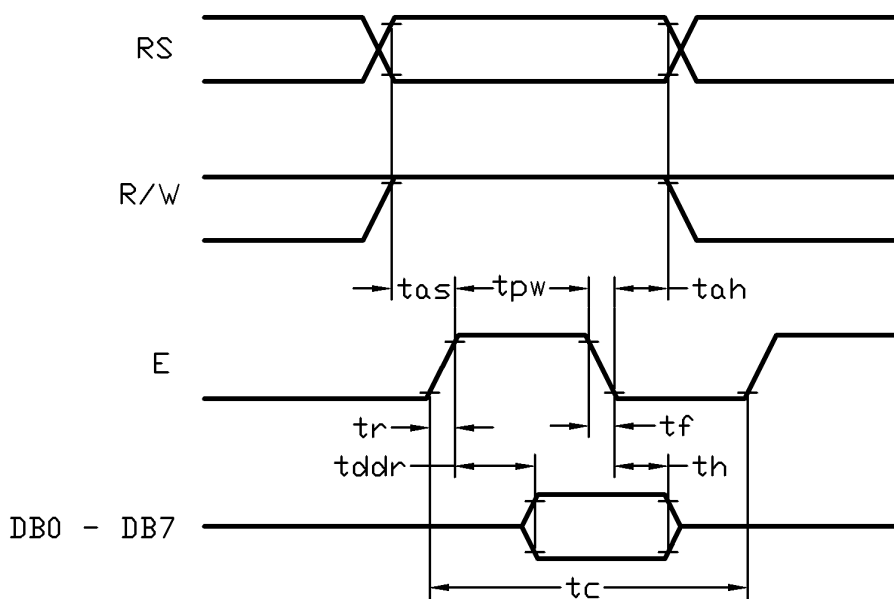 RS
R/W
tas tpw tah
E
tr tf
tddr th
DB0 - DB7
tc